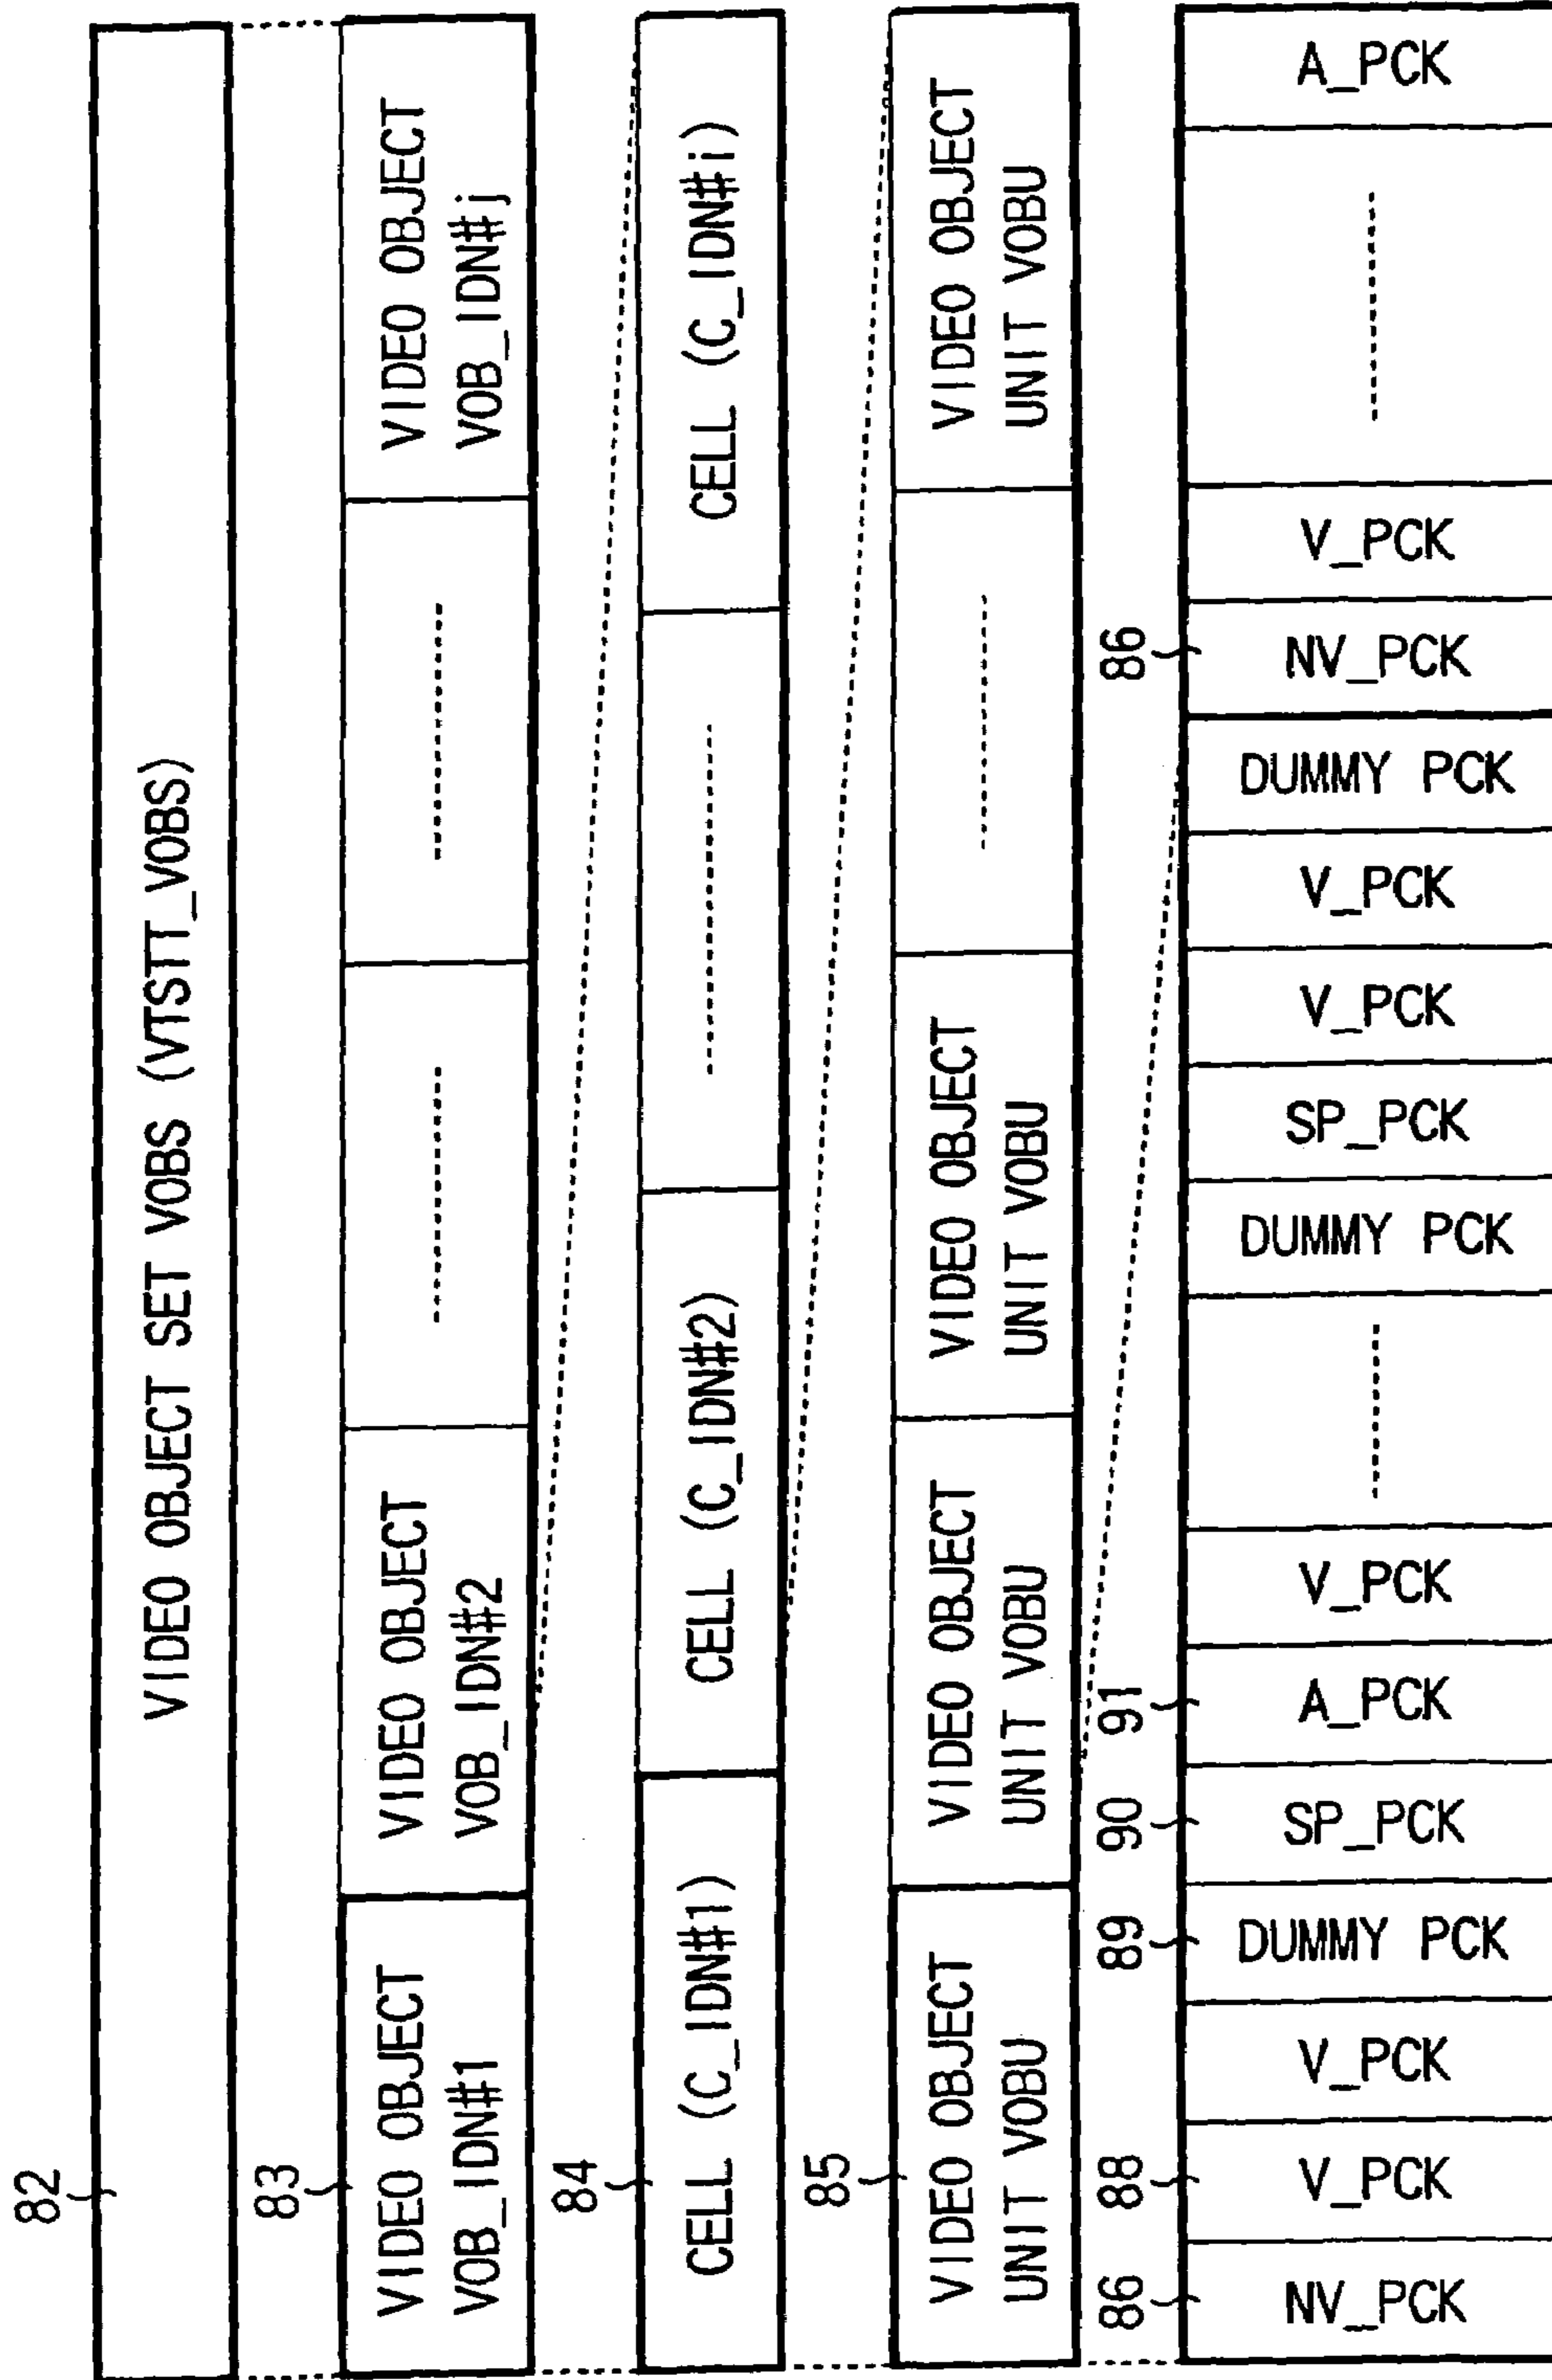 82
VIDEO OBJECT SET VOBS (VTSTT_VOBS)
83
VIDEO OBJECT
VOB_IDN#1
VIDEO OBJECT
VOB_IDN#2
VIDEO OBJECT
VOB_IDN#j
84
CELL (C_IDN#1)
CELL (C_IDN#2)
CELL (C_IDN#i)
85
VIDEO OBJECT
UNIT VOBU
VIDEO OBJECT
UNIT VOBU
VIDEO OBJECT
UNIT VOBU
VIDEO OBJECT
UNIT VOBU
86
88
89
90
91
86
NV_PCK
V_PCK
V_PCK
DUMMY PCK
SP_PCK
A_PCK
V_PCK
DUMMY PCK
SP_PCK
V_PCK
V_PCK
DUMMY PCK
NV_PCK
V_PCK
A_PCK